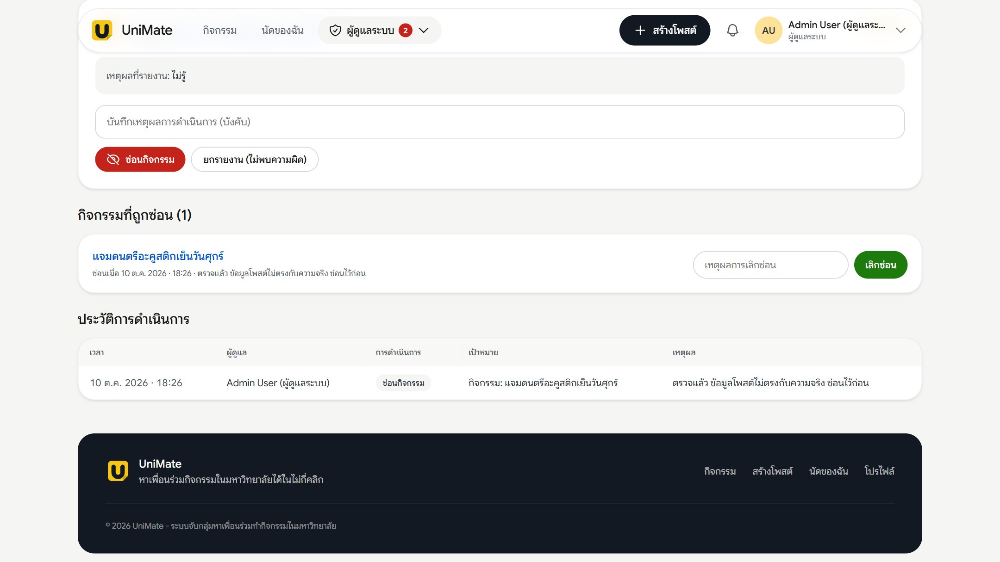 UniMate
กิจกรรม
นัดของฉัน
ผู้ดูแลระบบ
2
สร้างโพสต์
AU
Admin User (ผู้ดูแลระ...
ผู้ดูแลระบบ
เหตุผลที่รายงาน: ไม่รู้
บันทึกเหตุผลการดำเนินการ (บังคับ)
ซ่อนกิจกรรม
ยกรายงาน (ไม่พบความผิด)
กิจกรรมที่ถูกซ่อน (1)
แจมดนตรีอะคูสติกเย็นวันศุกร์
ซ่อนเมื่อ 10 ต.ค. 2026 · 18:26 · ตรวจแล้ว ข้อมูลโพสต์ไม่ตรงกับความจริง ซ่อนไว้ก่อน
เหตุผลการเลิกซ่อน
เลิกซ่อน
ประวัติการดำเนินการ
เวลา
ผู้ดูแล
การดำเนินการ
เป้าหมาย
เหตุผล
10 ต.ค. 2026 · 18:26
Admin User (ผู้ดูแลระบบ)
ซ่อนกิจกรรม
กิจกรรม: แจมดนตรีอะคูสติกเย็นวันศุกร์
ตรวจแล้ว ข้อมูลโพสต์ไม่ตรงกับความจริง ซ่อนไว้ก่อน
UniMate
หาเพื่อนร่วมกิจกรรมในมหาวิทยาลัยได้ในไม่กี่คลิก
กิจกรรม
สร้างโพสต์
นัดของฉัน
โปรไฟล์
© 2026 UniMate - ระบบจับกลุ่มหาเพื่อนร่วมทำกิจกรรมในมหาวิทยาลัย